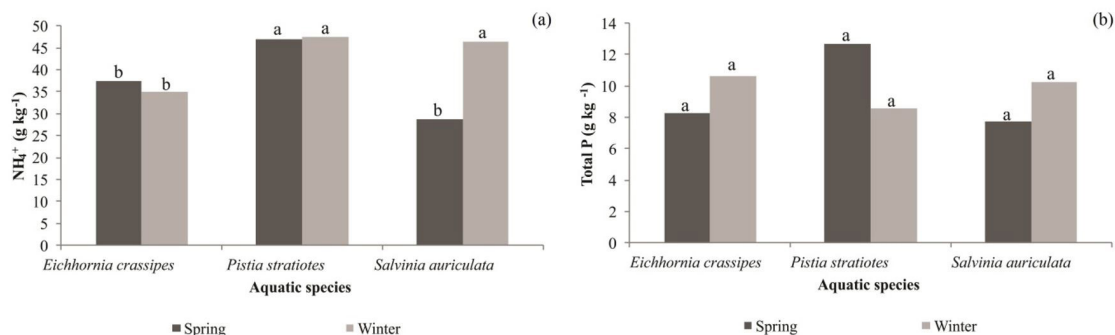 (a)
50
45
40
35
30
25
20
15
10
5
0
NH₄⁺ (g kg⁻¹)
b
b
a
a
b
a
Eichhornia crassipes
Pistia stratiotes
Salvinia auriculata
Aquatic species
Spring
Winter
(b)
14
12
10
8
6
4
2
0
Total P (g kg ⁻¹)
a
a
a
a
a
a
Eichhornia crassipes
Pistia stratiotes
Salvinia auriculata
Aquatic species
Spring
Winter